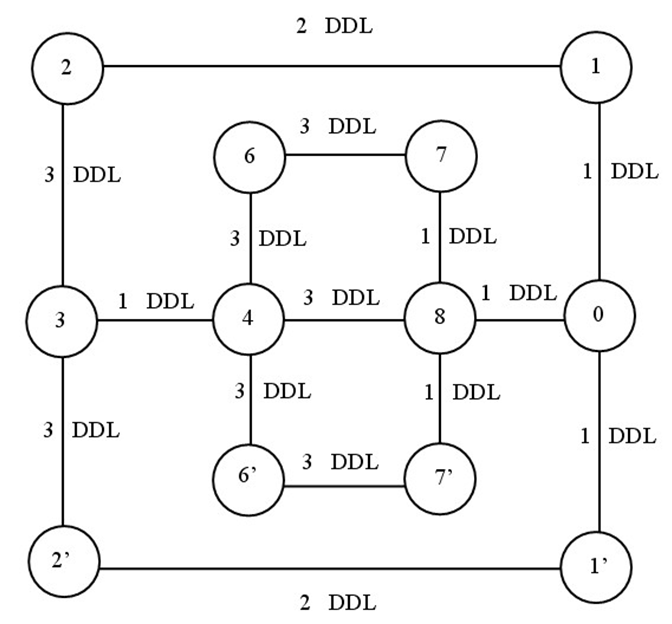 2 DDL
2
1
3 DDL
6
7
3 DDL
1 DDL
3 DDL
1 DDL
1 DDL
3 DDL
1 DDL
3
4
8
0
3 DDL
1 DDL
3 DDL
1 DDL
3 DDL
6’
7’
2’
1’
2 DDL